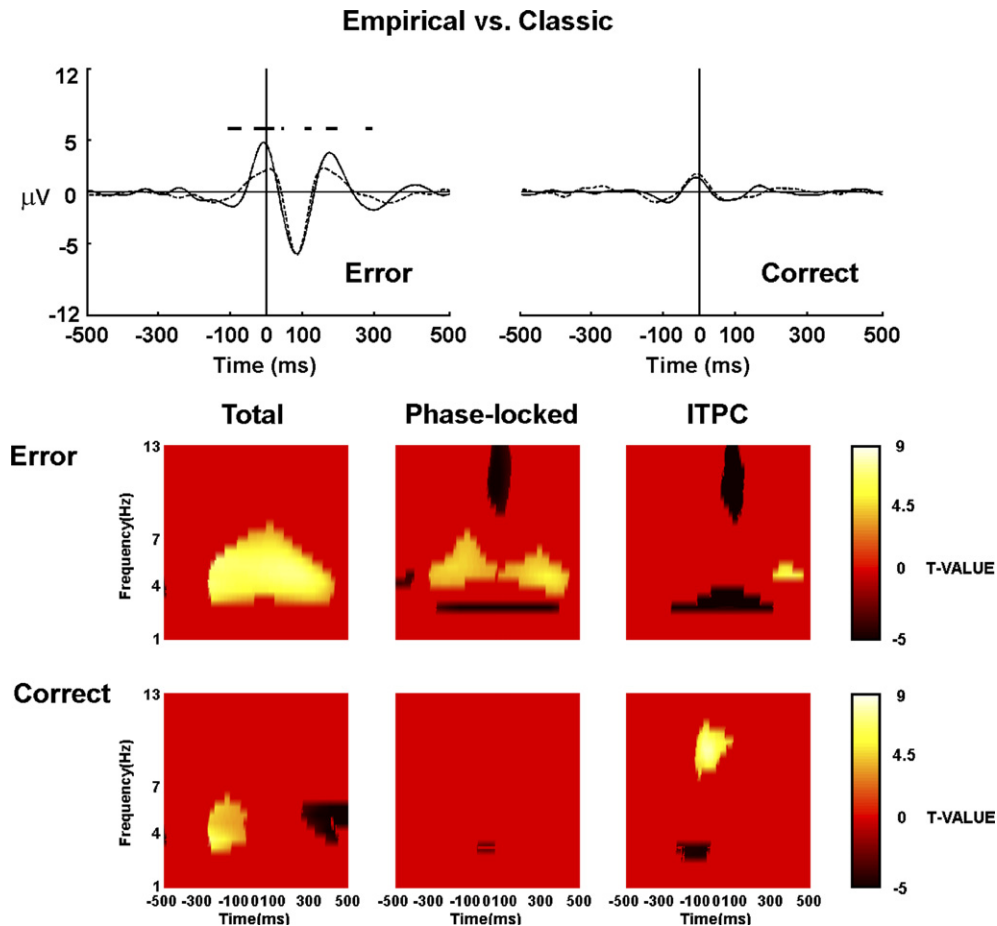 Empirical vs. Classic
12
5
0
-5
-12
μV
Error
-500 -300 -100 0 100 300 500
Time (ms)
Correct
-500 -300 -100 0 100 300 500
Time (ms)
Total Phase-locked ITPC
Error
Frequency(Hz)
13
7
4
1
9
4.5
0
-5
T-VALUE
Correct
Frequency(Hz)
13
7
4
1
-500 -300 -100 0 100 300 500
Time(ms)
-500 -300 -100 0 100 300 500
Time(ms)
-500 -300 -100 0 100 300 500
Time(ms)
9
4.5
0
-5
T-VALUE